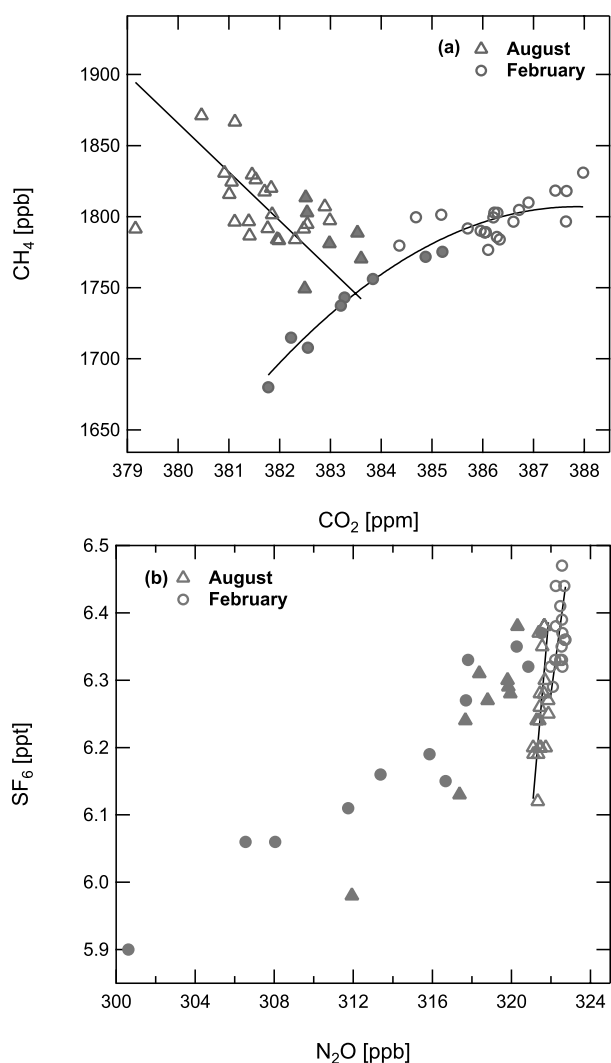 (a) August
February
1900
1850
1800
1750
1700
1650
CH₄ [ppb]
379 380 381 382 383 384 385 386 387 388
CO₂ [ppm]
(b) August
February
6.5
6.4
6.3
6.2
6.1
6.0
5.9
SF₆ [ppt]
300 304 308 312 316 320 324
N₂O [ppb]